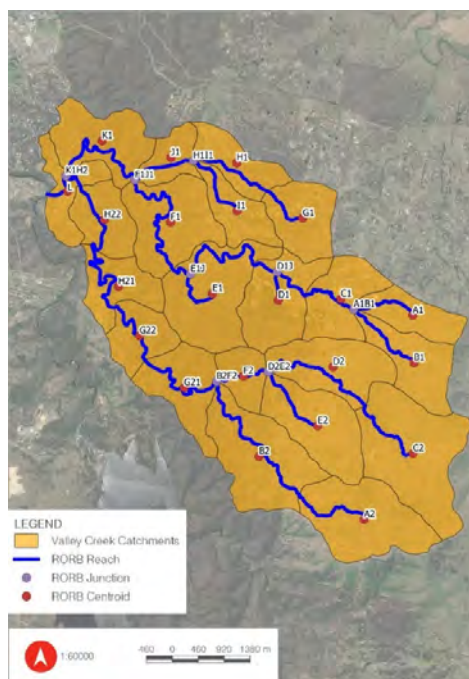 K1
J1
H1I1
H1
K1H2
F1J1
L
I1
G1
H22
F1
E1J
D1J
H21
E1
D1
C1
A1B1
A1
G22
B1
D2E2
D2
G21
B2F2
F2
E2
B2
C2
A2
LEGEND
Valley Creek Catchments
RORB Reach
RORB Junction
RORB Centroid
1:60000
460 0 460 920 1380 m